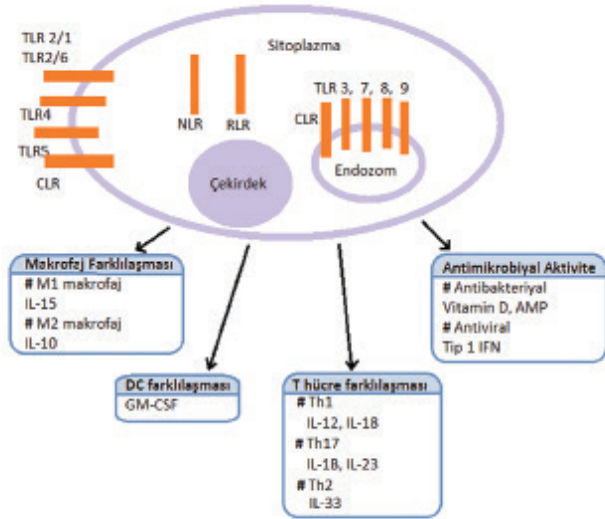 TLR 2/1
TLR2/6
TLR4
TLR5
CLR
Sitoplazma
NLR
RLR
TLR 3, 7, 8, 9
CLR
Endozom
Çekirdek
Makrofaj Farklılaşması
# M1 makrofaj
IL-15
# M2 makrofaj
IL-10
DC farklılaşması
GM-CSF
T hücre farklılaşması
# Th1
IL-12, IL-18
# Th17
IL-1B, IL-23
# Th2
IL-33
Antimikrobiyal Aktivite
# Antibakteriyal
Vitamin D, AMP
# Antiviral
Tip 1 IFN